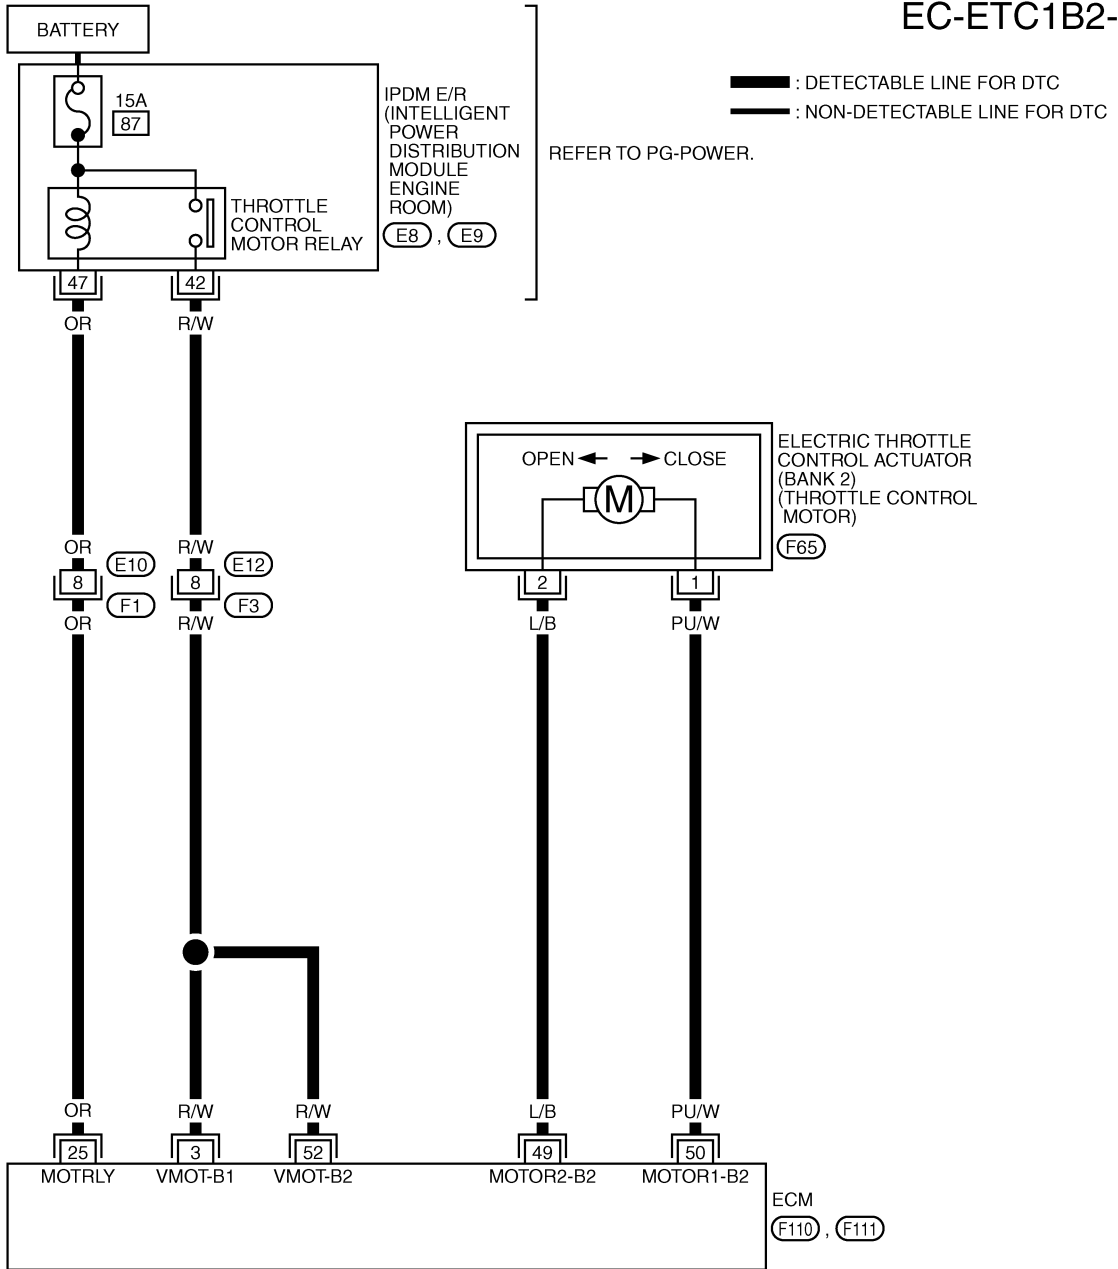 EC-ETC1B2-
BATTERY
: DETECTABLE LINE FOR DTC
: NON-DETECTABLE LINE FOR DTC
15A
87
IPDM E/R
(INTELLIGENT
POWER
DISTRIBUTION
MODULE
ENGINE
ROOM)
E8 , E9
REFER TO PG-POWER.
THROTTLE
CONTROL
MOTOR RELAY
47
42
OR
R/W
OPEN
CLOSE
M
ELECTRIC THROTTLE
CONTROL ACTUATOR
(BANK 2)
(THROTTLE CONTROL
MOTOR)
F65
OR
R/W
8
E10
F1
8
E12
F3
2
1
OR
R/W
L/B
PU/W
OR
R/W
R/W
L/B
PU/W
25
3
52
49
50
MOTRLY
VMOT-B1
VMOT-B2
MOTOR2-B2
MOTOR1-B2
ECM
F110 , F111